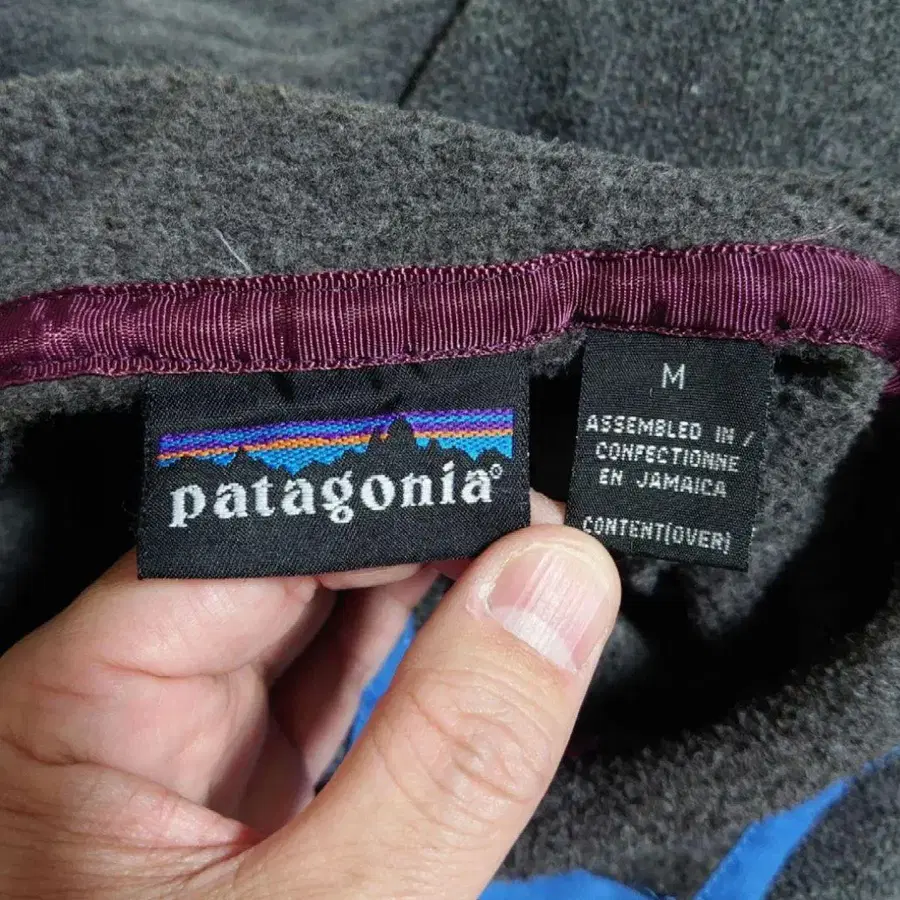 patagonia®
M
ASSEMBLED IN /
CONFECTIONNE
EN JAMAICA
CONTENT(OVER)